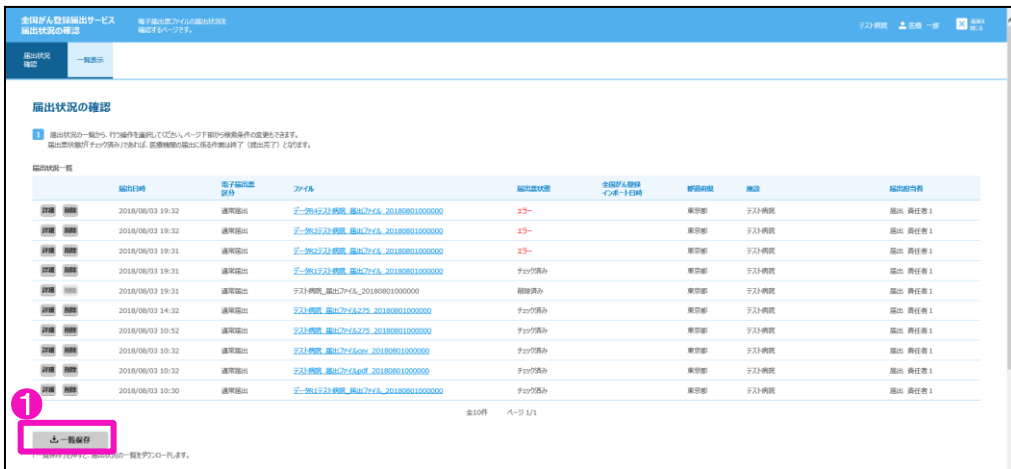 全国がん登録届出サービス
届出状況の確認
電子届出票ファイルの届出状況を
確認するページです。
テスト病院 医療 一郎 画面を
閉じる
届出状況
確認
一覧表示
届出状況の確認
1 届出状況の一覧から、行う操作を選択してください。ページ下部から検索条件の変更もできます。
届出票状態が「チェック済み」であれば、医療機関の届出に係る作業は終了（提出完了）となります。
届出状況一覧
届出日時 電子届出票
区分 ファイル 届出票状態 全国がん登録
インポート日時 都道府県 施設 届出担当者
詳細 削除 2018/08/03 19:32 通常届出 データR4テスト病院_届出ファイル_20180801000000 エラー 東京都 テスト病院 届出 責任者1
詳細 削除 2018/08/03 19:32 通常届出 データR3テスト病院_届出ファイル_20180801000000 エラー 東京都 テスト病院 届出 責任者1
詳細 削除 2018/08/03 19:31 通常届出 データR2テスト病院_届出ファイル_20180801000000 エラー 東京都 テスト病院 届出 責任者1
詳細 削除 2018/08/03 19:31 通常届出 データR1テスト病院_届出ファイル_20180801000000 チェック済み 東京都 テスト病院 届出 責任者1
詳細 削除 2018/08/03 19:31 通常届出 テスト病院_届出ファイル_20180801000000 削除済み 東京都 テスト病院 届出 責任者1
詳細 削除 2018/08/03 14:32 通常届出 テスト病院_届出ファイル275_20180801000000 チェック済み 東京都 テスト病院 届出 責任者1
詳細 削除 2018/08/03 10:52 通常届出 テスト病院_届出ファイル275_20180801000000 チェック済み 東京都 テスト病院 届出 責任者1
詳細 削除 2018/08/03 10:32 通常届出 テスト病院_届出ファイルcsv_20180801000000 チェック済み 東京都 テスト病院 届出 責任者1
詳細 削除 2018/08/03 10:32 通常届出 テスト病院_届出ファイルpdf_20180801000000 チェック済み 東京都 テスト病院 届出 責任者1
詳細 削除 2018/08/03 10:30 通常届出 データR1テスト病院_届出ファイル_20180801000000 チェック済み 東京都 テスト病院 届出 責任者1
全10件 ページ 1/1
1
一覧保存
届出状況の一覧をダウンロードします。